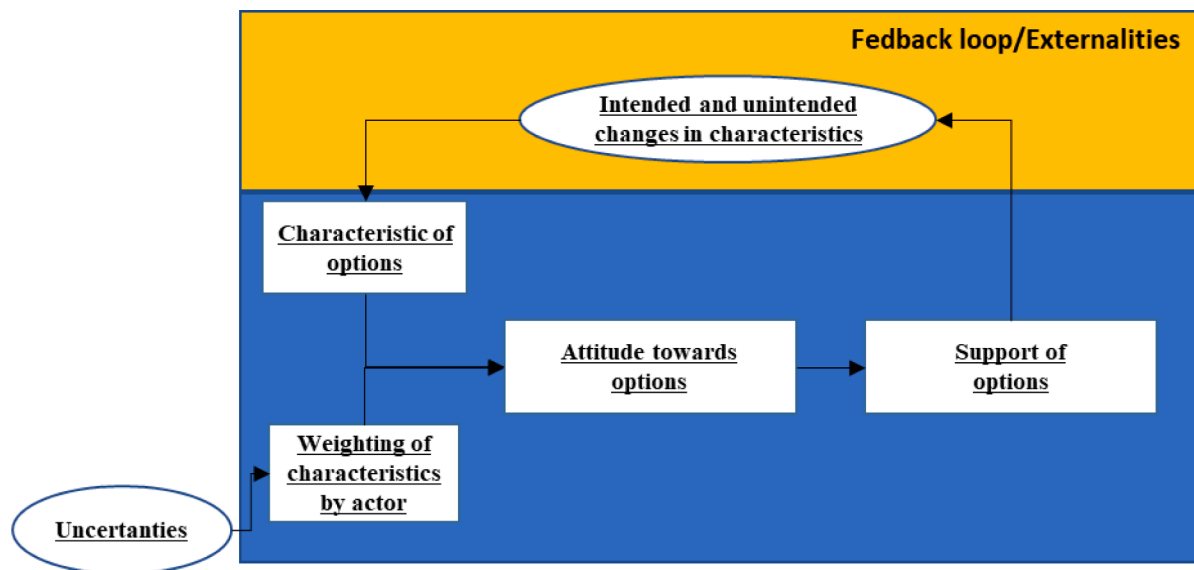 Fedback loop/Externalities
Intended and unintended
changes in characteristics
Characteristic of
options
Attitude towards
options
Support of
options
Weighting of
characteristics
by actor
Uncertanties